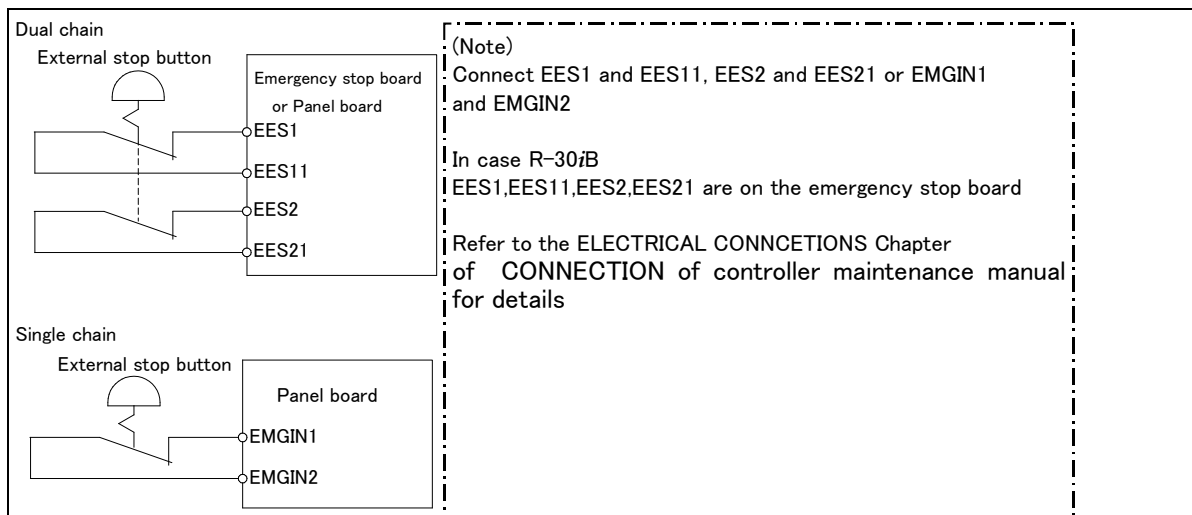 Dual chain
External stop button
Emergency stop board
or Panel board
EES1
EES11
EES2
EES21
Single chain
External stop button
Panel board
EMGIN1
EMGIN2
(Note)
Connect EES1 and EES11, EES2 and EES21 or EMGIN1
and EMGIN2
In case R-30iB
EES1,EES11,EES2,EES21 are on the emergency stop board
Refer to the ELECTRICAL CONNCETIONS Chapter
of CONNECTION of controller maintenance manual
for details